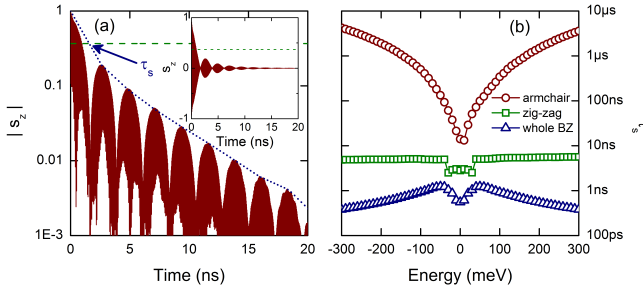 (a)
1
0.1
0.01
1E-3
| s_z |
τ_s
1
0
-1
s_z
0 5 10 15 20
Time (ns)
0 5 10 15 20
Time (ns)
(b)
10μs
1μs
100ns
10ns
1ns
100ps
armchair
zig-zag
whole BZ
-300 -200 -100 0 100 200 300
Energy (meV)